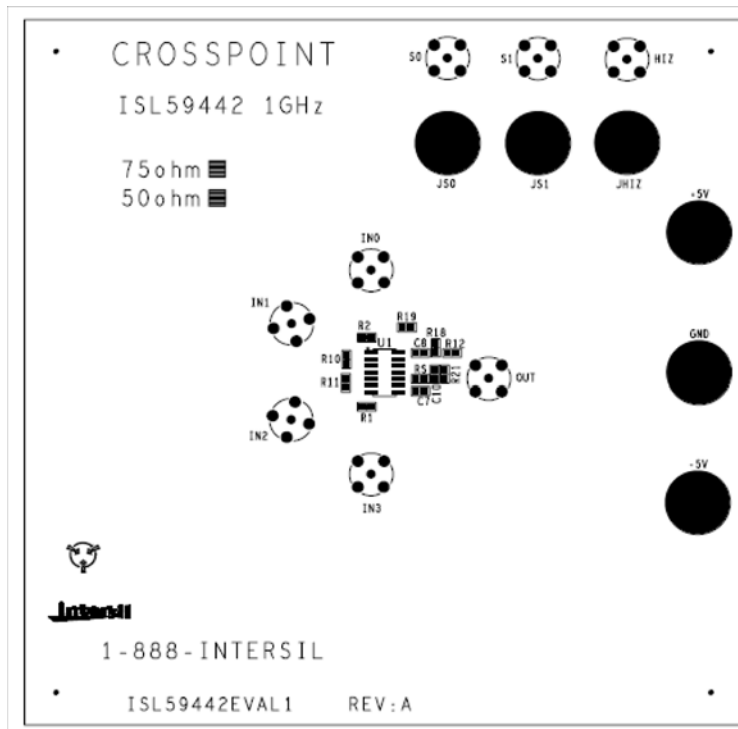 CROSSPOINT
S0 S1 HIZ
ISL59442 1GHz
75ohm
50ohm
JS0 JS1 JHIZ
-5V
IN0
IN1
R19
R2 U1 R18
C8 R12
GND
R10
R5
R11
R21
OUT
C10
C7
R1
IN2
-5V
IN3
intersil
1-888-INTERSIL
ISL59442EVAL1 REV:A